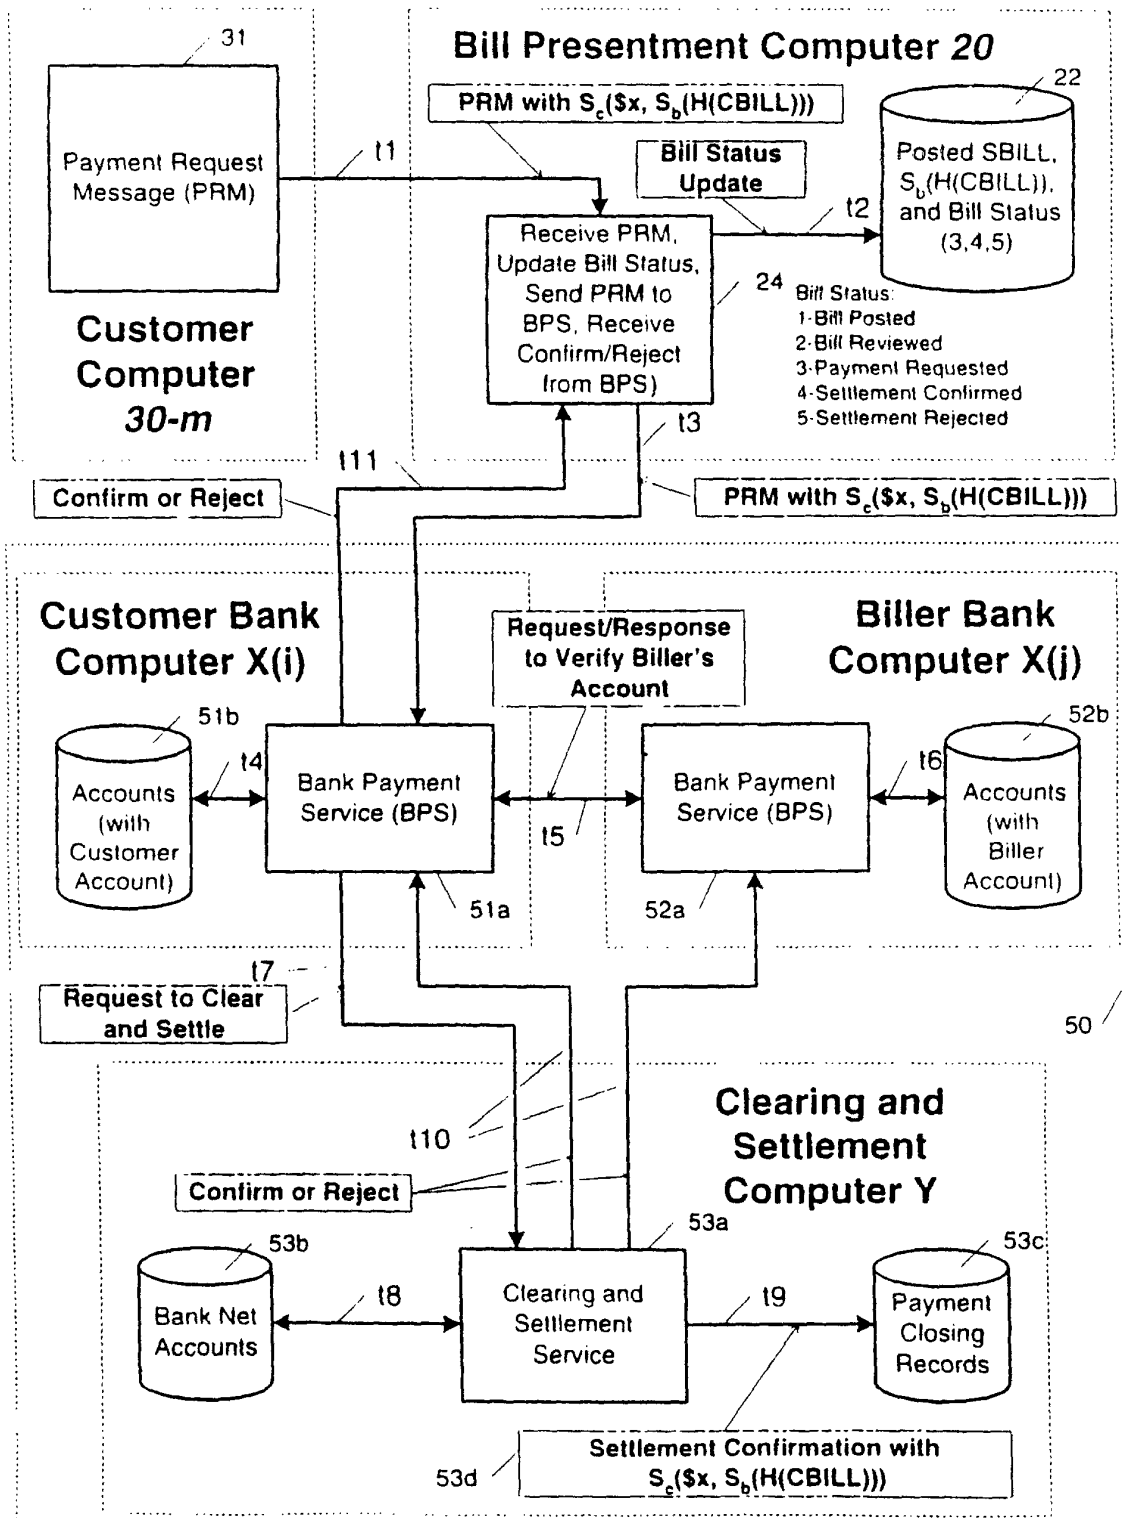 31
Payment Request
Message (PRM)
Customer
Computer
30-m
t1
Bill Presentment Computer 20
PRM with Sc($x, Sb(H(CBILL)))
Bill Status
Update
t2
22
Posted SBILL,
Sb(H(CBILL)),
and Bill Status
(3,4,5)
Receive PRM,
Update Bill Status,
Send PRM to
BPS, Receive
Confirm/Reject
from BPS)
24
Bill Status:
1-Bill Posted
2-Bill Reviewed
3-Payment Requested
4-Settlement Confirmed
5-Settlement Rejected
t3
t11
Confirm or Reject
PRM with Sc($x, Sb(H(CBILL)))
Customer Bank
Computer X(i)
Request/Response
to Verify Biller's
Account
Biller Bank
Computer X(j)
51b
t4
Accounts
(with
Customer
Account)
Bank Payment
Service (BPS)
51a
t5
Bank Payment
Service (BPS)
52a
t6
52b
Accounts
(with
Biller
Account)
t7
Request to Clear
and Settle
50
t10
Confirm or Reject
Clearing and
Settlement
Computer Y
53b
Bank Net
Accounts
t8
53a
Clearing and
Settlement
Service
t9
53c
Payment
Closing
Records
53d
Settlement Confirmation with
Sc($x, Sb(H(CBILL)))